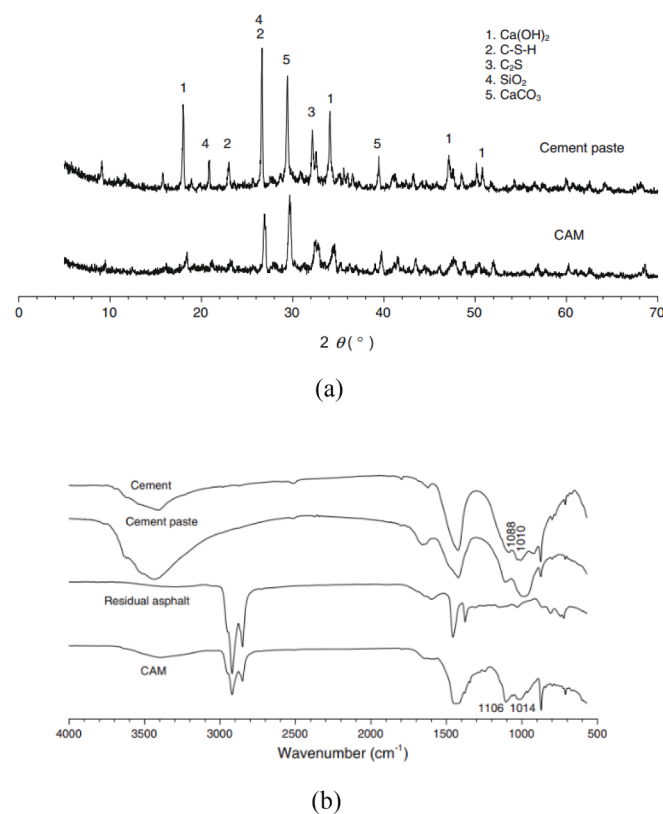 4
2
1
4
2
5
3
1
5
1
1
1. Ca(OH)₂
2. C-S-H
3. C₂S
4. SiO₂
5. CaCO₃
Cement paste
CAM
0 10 20 30 40 50 60 70
2 θ (°)
(a)
Cement
Cement paste
1088
1010
Residual asphalt
CAM
1106 1014
4000 3500 3000 2500 2000 1500 1000 500
Wavenumber (cm⁻¹)
(b)